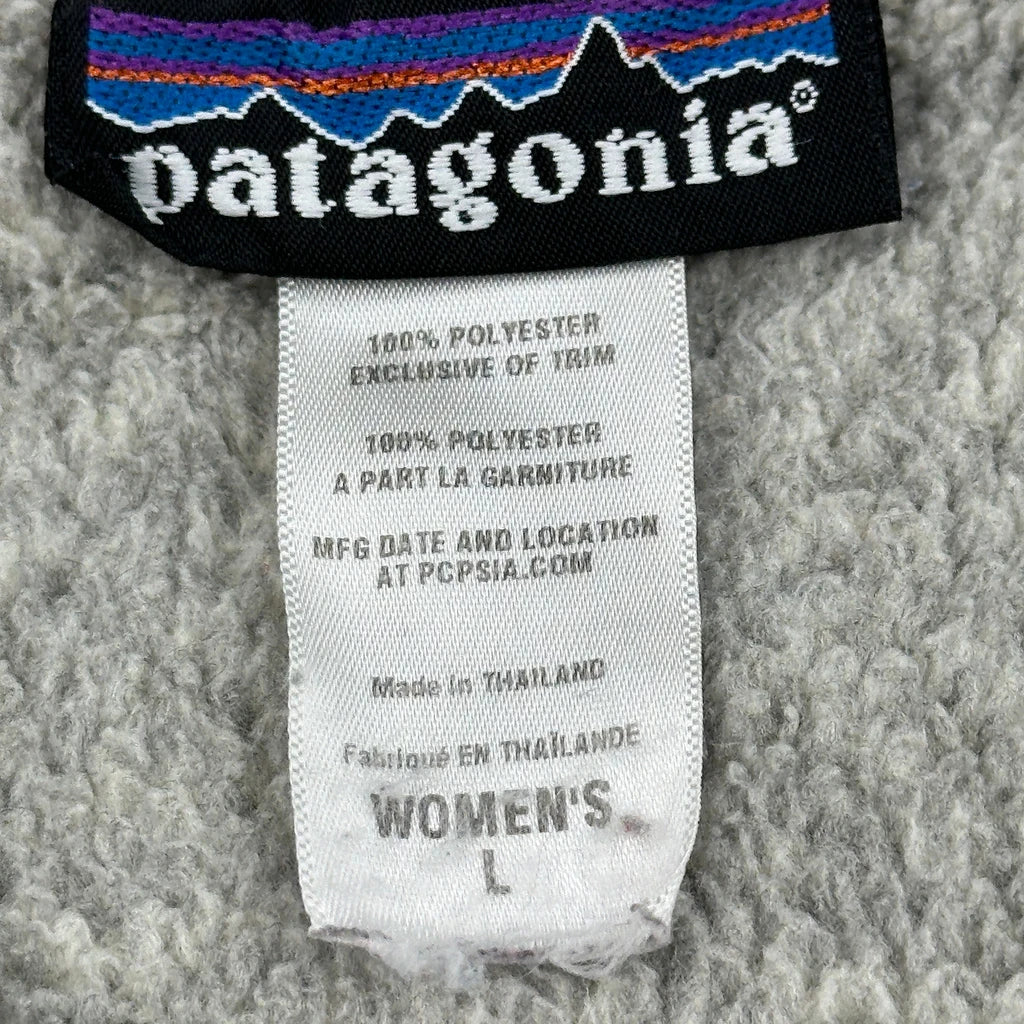 patagonia®
100% POLYESTER
EXCLUSIVE OF TRIM
100% POLYESTER
A PART LA GARNITURE
MFG DATE AND LOCATION
AT PCPSIA.COM
Made in THAILAND
Fabriqué EN THAÏLANDE
WOMEN'S
L